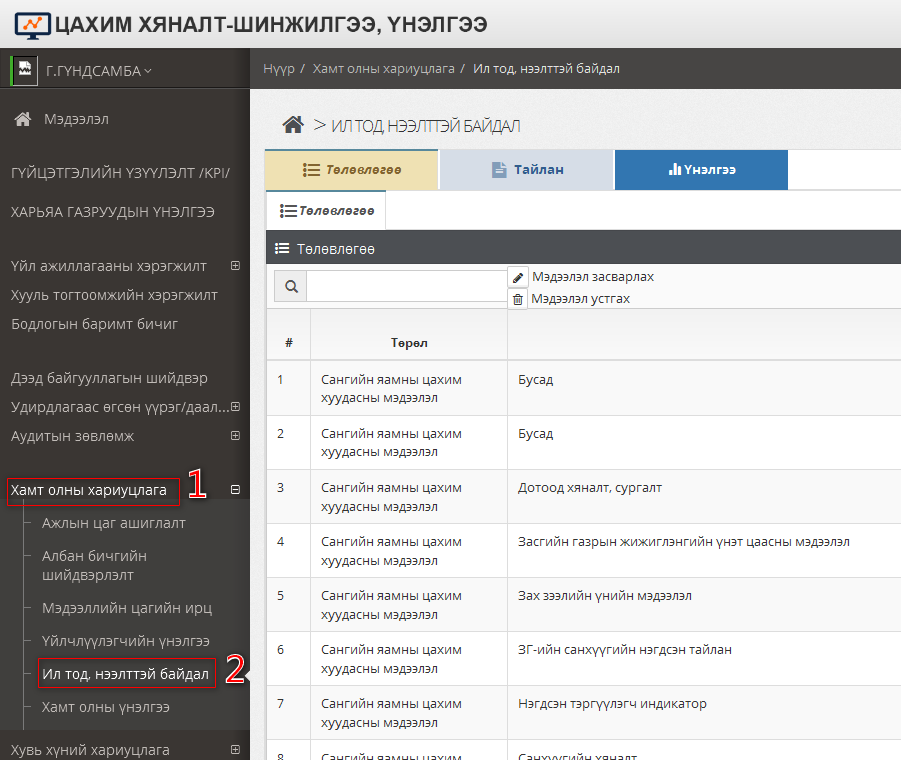 ЦАХИМ ХЯНАЛТ-ШИНЖИЛГЭЭ, ҮНЭЛГЭЭ
Г.ГҮНДСАМБА
Нүүр / Хамт олны хариуцлага / Ил тод, нээлттэй байдал
Мэдээлэл
ГҮЙЦЭТГЭЛИЙН ҮЗҮҮЛЭЛТ /KPI/
ХАРЬЯА ГАЗРУУДЫН ҮНЭЛГЭЭ
Үйл ажиллагааны хэрэгжилт
Хууль тогтоомжийн хэрэгжилт
Бодлогын баримт бичиг
Дээд байгууллагын шийдвэр
Удирдлагаас өгсөн үүрэг/даал...
Аудитын зөвлөмж
Хамт олны хариуцлага 1
Ажлын цаг ашиглалт
Албан бичгийн
шийдвэрлэлт
Мэдээллийн цагийн ирц
Үйлчлүүлэгчийн үнэлгээ
Ил тод, нээлттэй байдал 2
Хамт олны үнэлгээ
Хувь хүний хариуцлага
> ИЛ ТОД, НЭЭЛТТЭЙ БАЙДАЛ
Төлөвлөгөө Тайлан Үнэлгээ
Төлөвлөгөө
Төлөвлөгөө
Мэдээлэл засварлах
Мэдээлэл устгах
# Төрөл
1 Сангийн яамны цахим хуудасны мэдээлэл Бусад
2 Сангийн яамны цахим хуудасны мэдээлэл Бусад
3 Сангийн яамны цахим хуудасны мэдээлэл Дотоод хяналт, сургалт
4 Сангийн яамны цахим хуудасны мэдээлэл Засгийн газрын жижиглэнгийн үнэт цаасны мэдээлэл
5 Сангийн яамны цахим хуудасны мэдээлэл Зах ззэлийн үнийн мэдээлэл
6 Сангийн яамны цахим хуудасны мэдээлэл ЗГ-ийн санхүүгийн нэгдсэн тайлан
7 Сангийн яамны цахим хуудасны мэдээлэл Нэгдсэн тэргүүлэгч индикатор
8 Сангийн яамны цахим Санхүүгийн хяналт